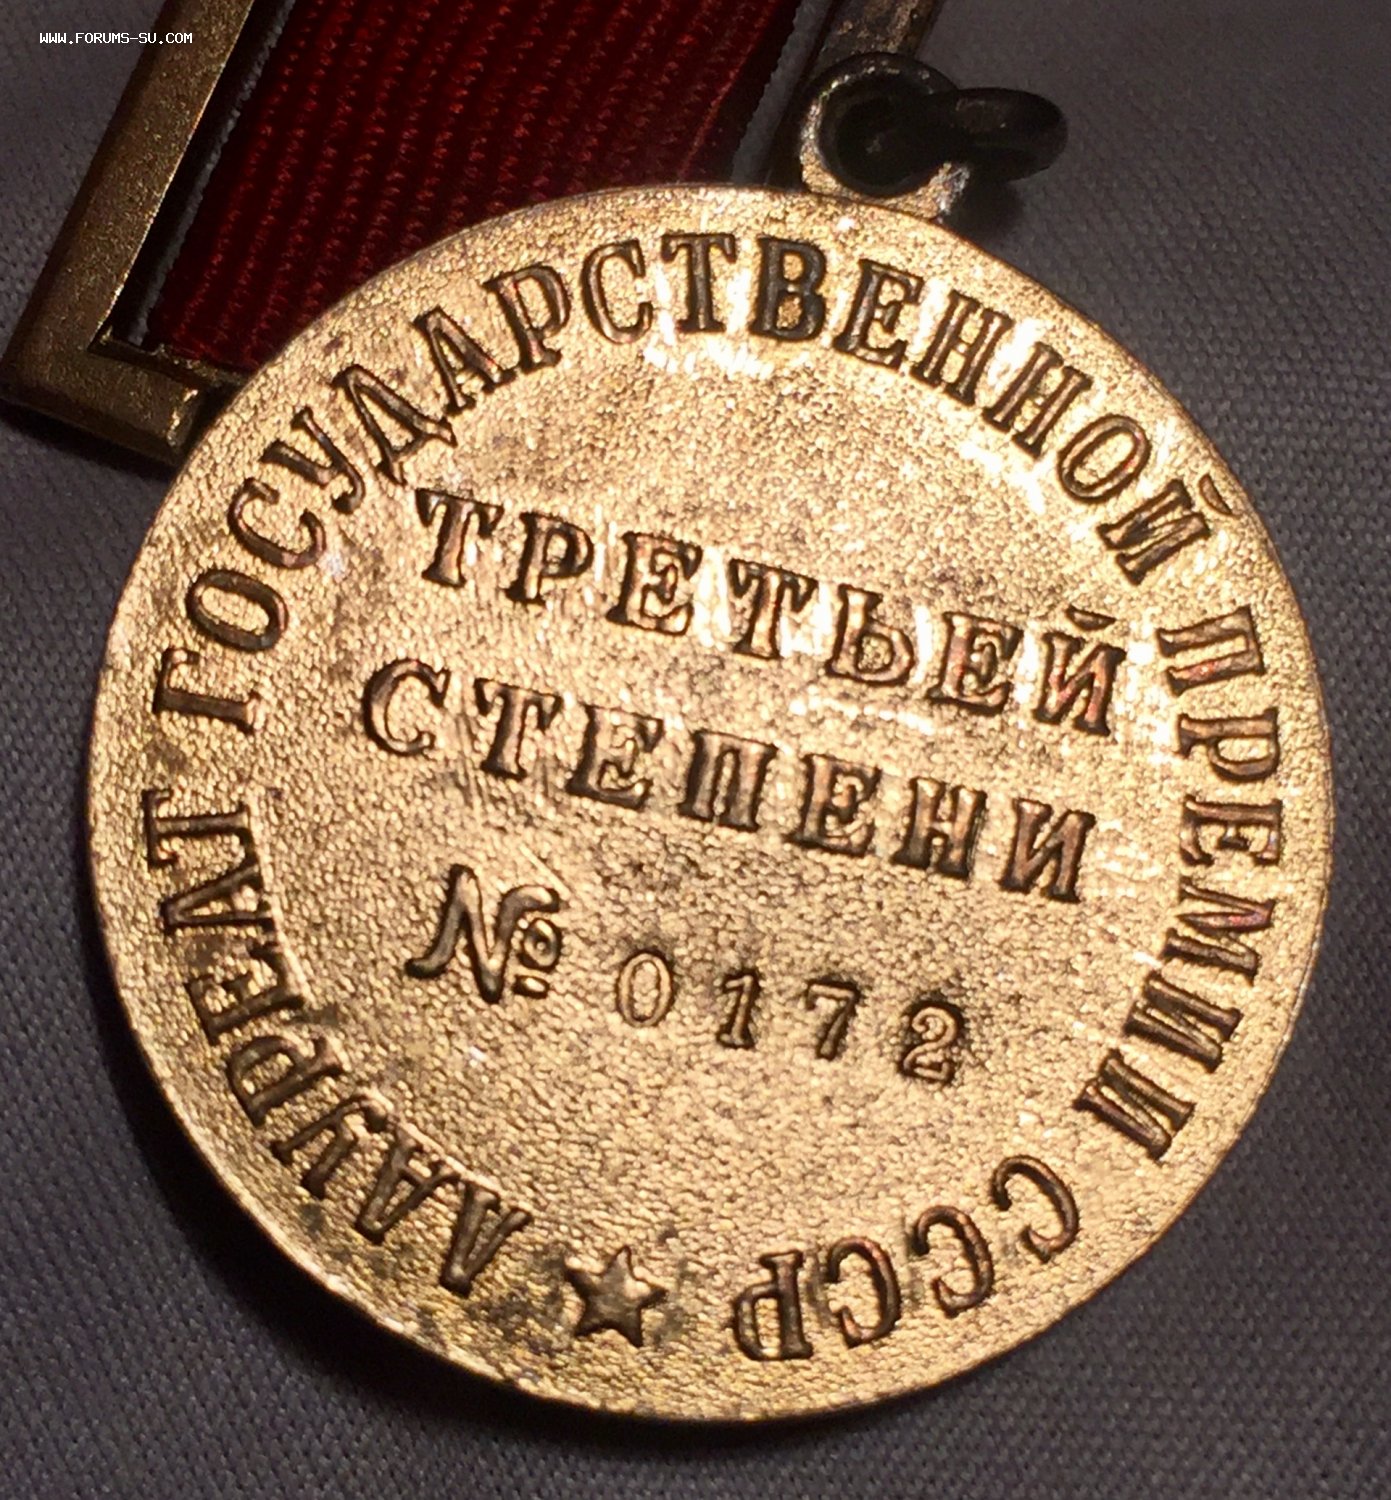 WWW.FORUMS-SU.COM
ЛАУРЕАТ ГОСУДАРСТВЕННОЙ ПРЕМИИ СССР
ТРЕТЬЕЙ
СТЕПЕНИ
№ 0172